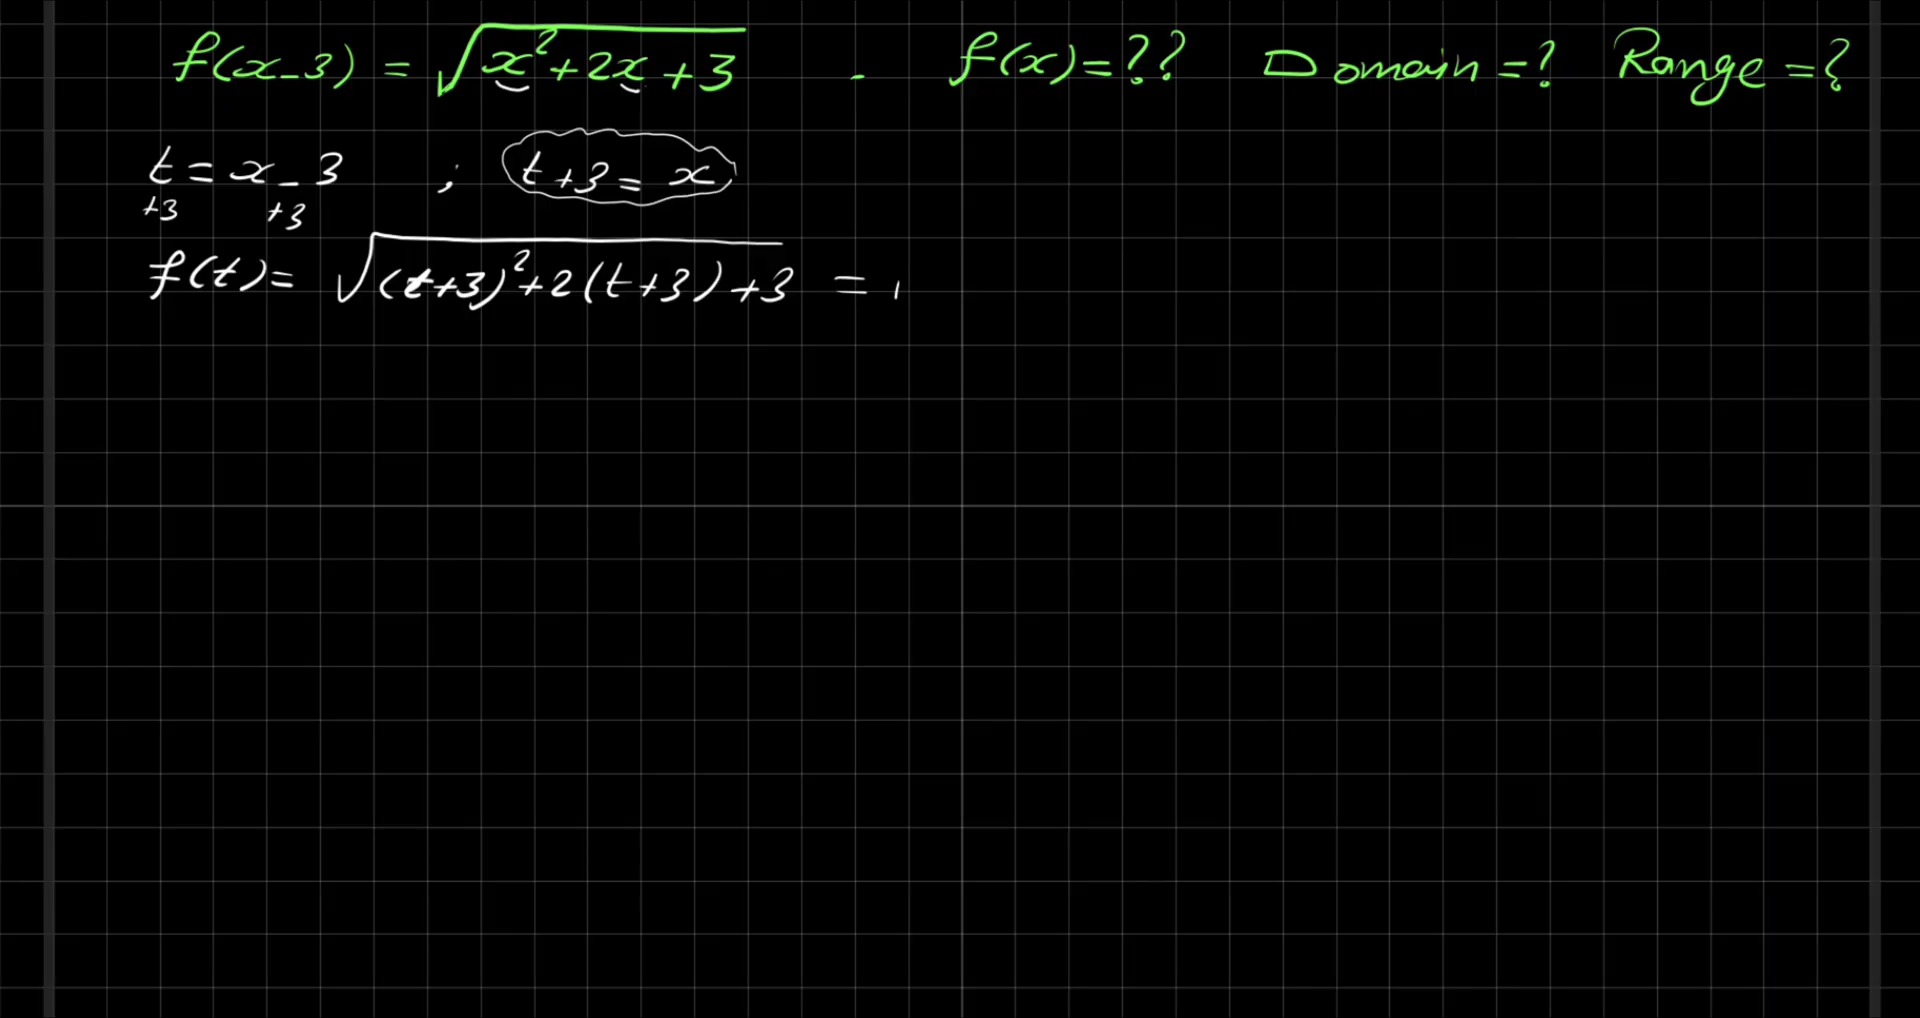 f(x-3) = √(x²+2x+3) . f(x)=?? Domain=? Range=?
t = x-3 ; t+3 = x
+3 +3
f(t)= √((t+3)²+2(t+3)+3) =